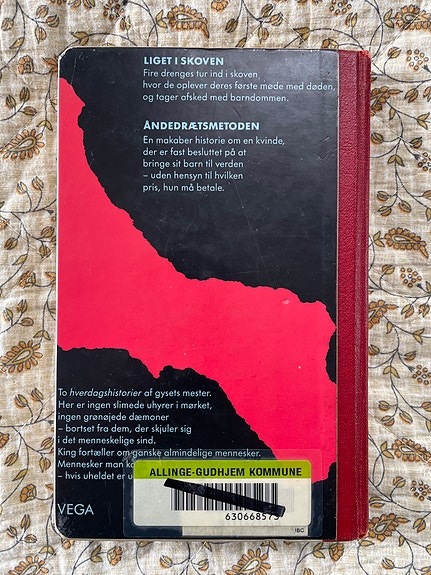 LIGET I SKOVEN
Fire drenges tur ind i skoven,
hvor de oplever deres første møde med døden,
og tager afsked med barndommen.
ÅNDEDRÆTSMETODEN
En makaber historie om en kvinde,
der er fast besluttet på at
bringe sit barn til verden
– uden hensyn til hvilken
pris, hun må betale.
To hverdagshistorier af gysets mester.
Her er ingen slimede uhyrer i mørket,
ingen grønøjede dæmoner
– bortset fra dem, der skjuler sig
i det menneskelige sind.
King fortæller om ganske almindelige mennesker.
Mennesker man
– hvis uheldet er
VEGA
ALLINGE-GUDHJEM KOMMUNE
630668573
IBC